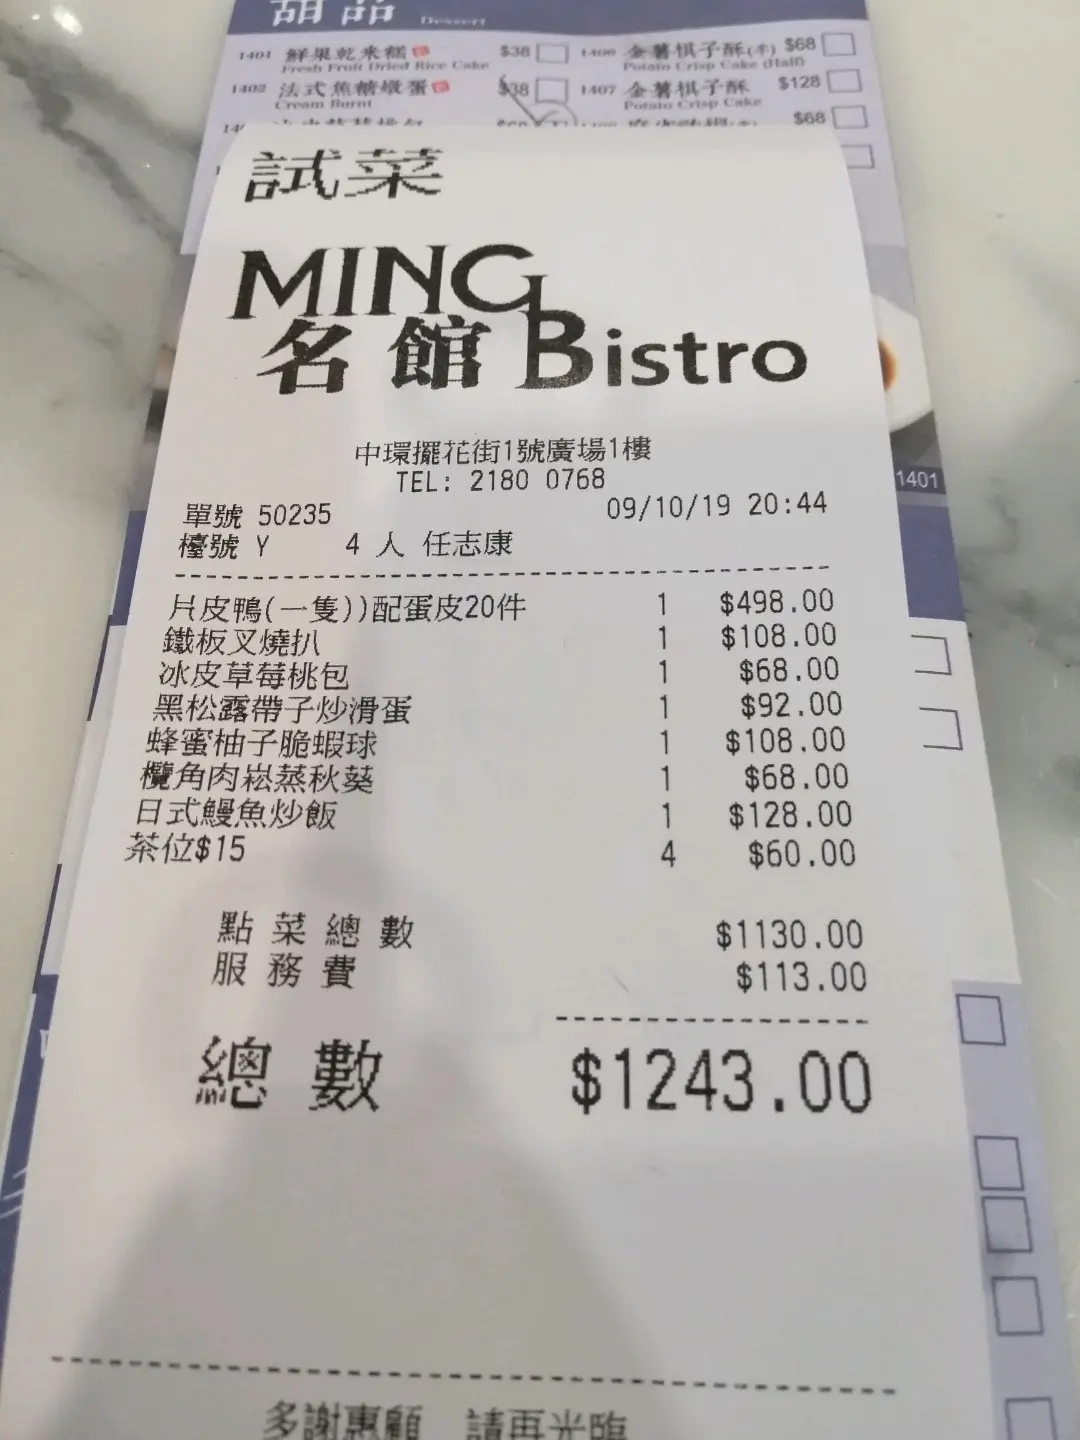 甜品 Dessert
1401 鮮果乾米糕 $38
Fresh Fruit Dried Rice Cake
1406 金薯棋子酥(半) $68
Potato Crisp Cake (Half)
1402 法式焦糖燉蛋 $38
Cream Burnt
1407 金薯棋子酥 $128
Potato Crisp Cake
$68
試菜
MING
名館 Bistro
中環擺花街1號廣場1樓
TEL: 2180 0768
單號 50235 09/10/19 20:44
檯號 Y 4 人 任志康
片皮鴨(一隻))配蛋皮20件 1 $498.00
鐵板叉燒扒 1 $108.00
冰皮草莓桃包 1 $68.00
黑松露帶子炒滑蛋 1 $92.00
蜂蜜柚子脆蝦球 1 $108.00
欖角肉崧蒸秋葵 1 $68.00
日式鰻魚炒飯 1 $128.00
茶位$15 4 $60.00
點菜總數 $1130.00
服務費 $113.00
總數 $1243.00
多謝惠顧 請再光臨
1401